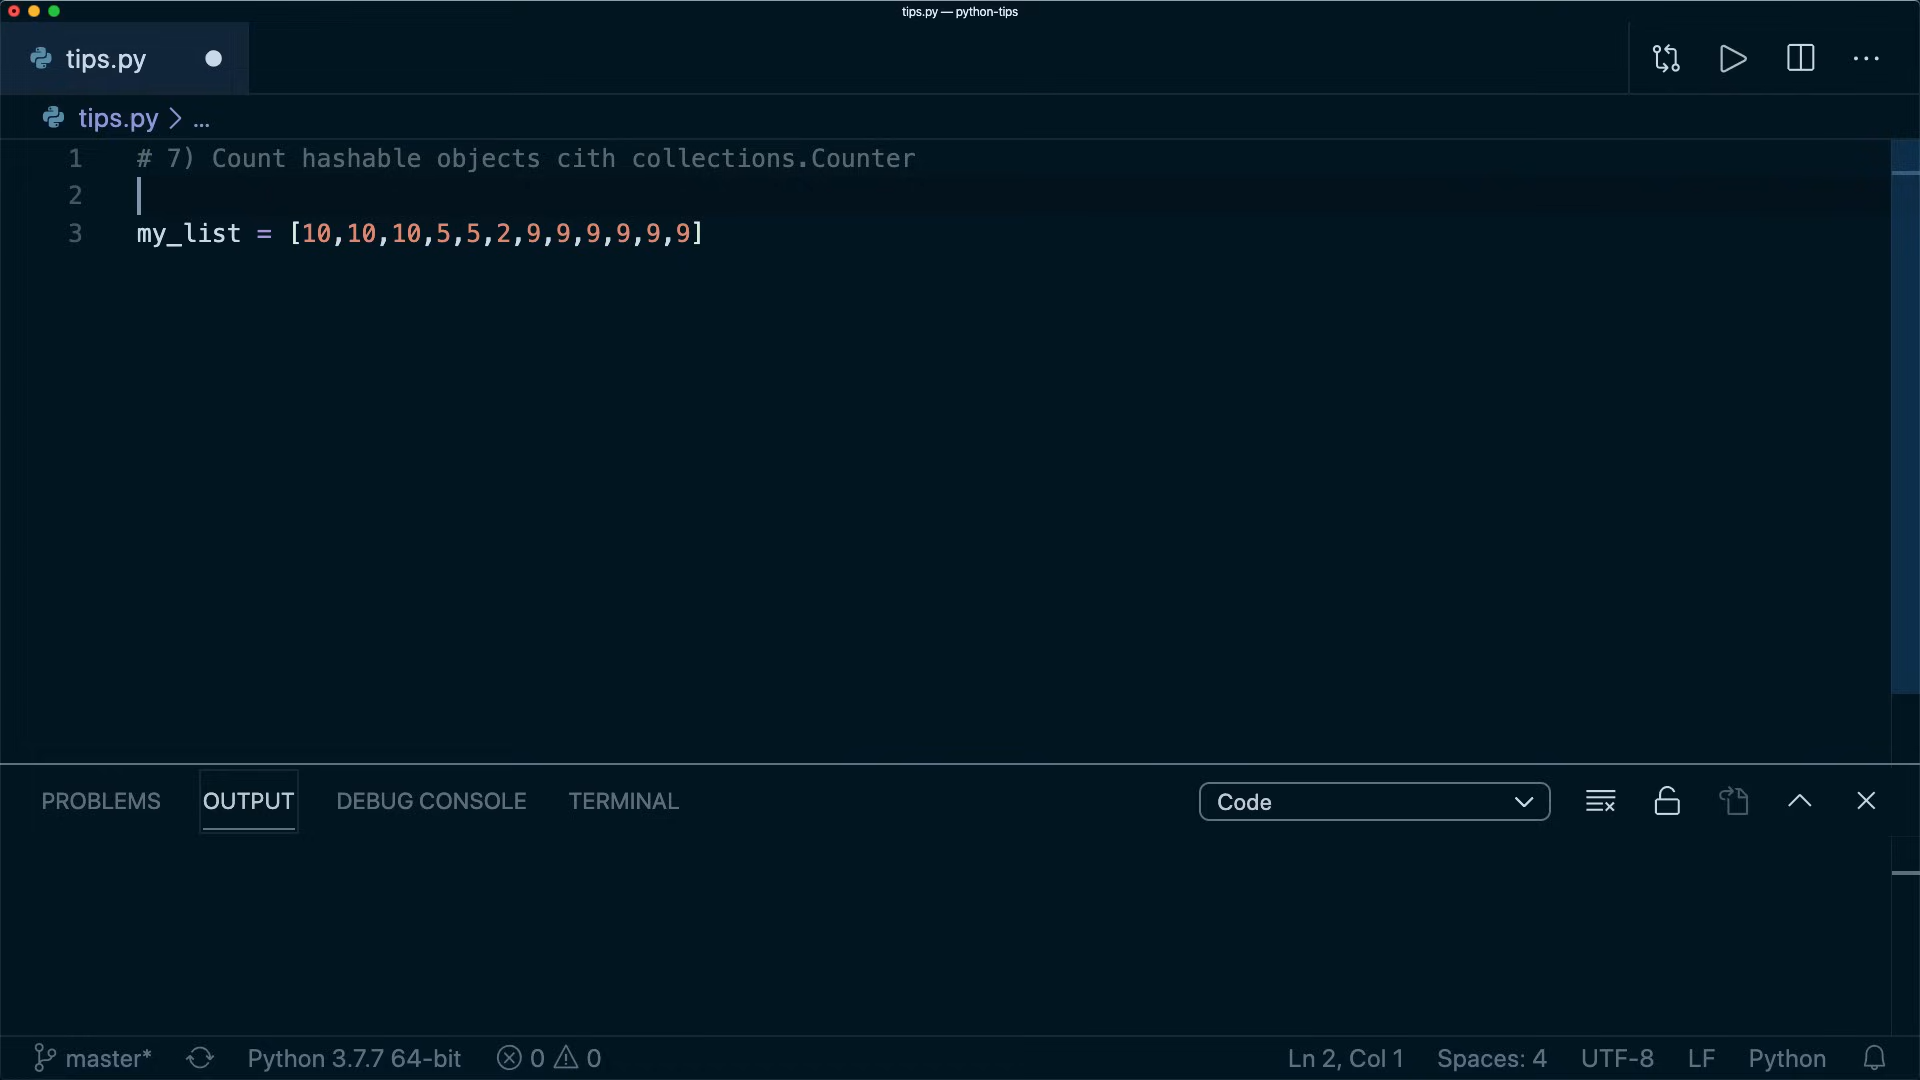 tips.py — python-tips
tips.py
tips.py > ...
1 # 7) Count hashable objects cith collections.Counter
2
3 my_list = [10,10,10,5,5,2,9,9,9,9,9,9]
PROBLEMS OUTPUT DEBUG CONSOLE TERMINAL Code
master* Python 3.7.7 64-bit 0 0 Ln 2, Col 1 Spaces: 4 UTF-8 LF Python